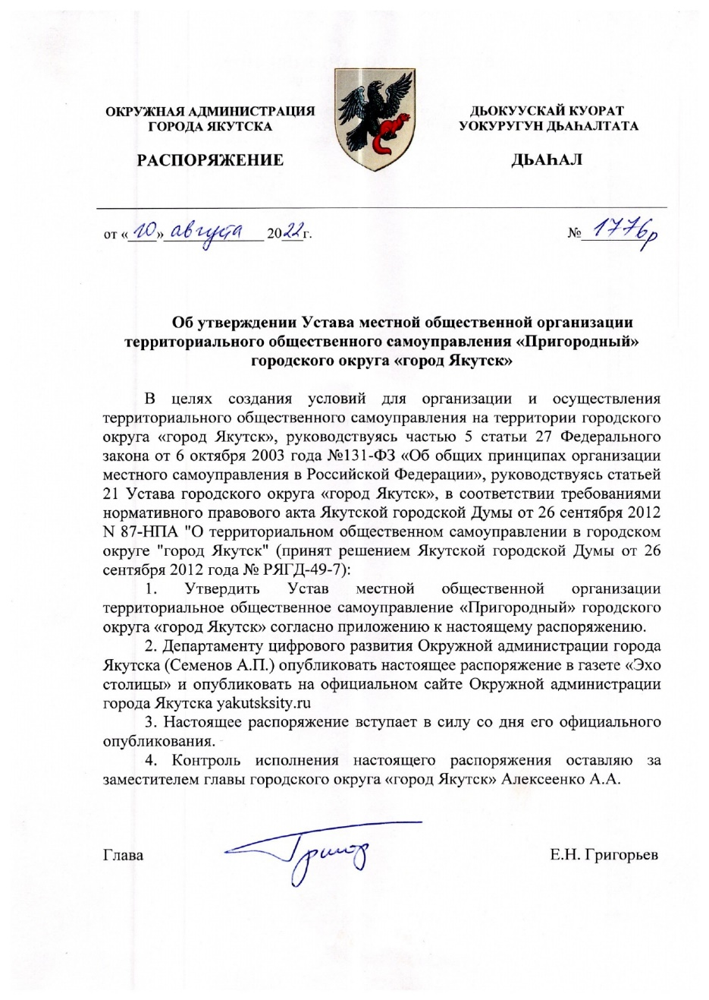 ОКРУЖНАЯ АДМИНИСТРАЦИЯ
ГОРОДА ЯКУТСКА
РАСПОРЯЖЕНИЕ
ДЬОКУУСКАЙ КУОРАТ
УОКУРУГУН ДЬАҺАЛТАТА
ДЬАҺАЛ
от «10» августа 2022г.
№ 1776р
Об утверждении Устава местной общественной организации
территориального общественного самоуправления «Пригородный»
городского округа «город Якутск»
В целях создания условий для организации и осуществления
территориального общественного самоуправления на территории городского
округа «город Якутск», руководствуясь частью 5 статьи 27 Федерального
закона от 6 октября 2003 года №131-ФЗ «Об общих принципах организации
местного самоуправления в Российской Федерации», руководствуясь статьей
21 Устава городского округа «город Якутск», в соответствии требованиями
нормативного правового акта Якутской городской Думы от 26 сентября 2012
N 87-НПА "О территориальном общественном самоуправлении в городском
округе "город Якутск" (принят решением Якутской городской Думы от 26
сентября 2012 года № РЯГД-49-7):
1. Утвердить Устав местной общественной организации
территориальное общественное самоуправление «Пригородный» городского
округа «город Якутск» согласно приложению к настоящему распоряжению.
2. Департаменту цифрового развития Окружной администрации города
Якутска (Семенов А.П.) опубликовать настоящее распоряжение в газете «Эхо
столицы» и опубликовать на официальном сайте Окружной администрации
города Якутска yakutsksity.ru
3. Настоящее распоряжение вступает в силу со дня его официального
опубликования.
4. Контроль исполнения настоящего распоряжения оставляю за
заместителем главы городского округа «город Якутск» Алексеенко А.А.
Глава Е.Н. Григорьев